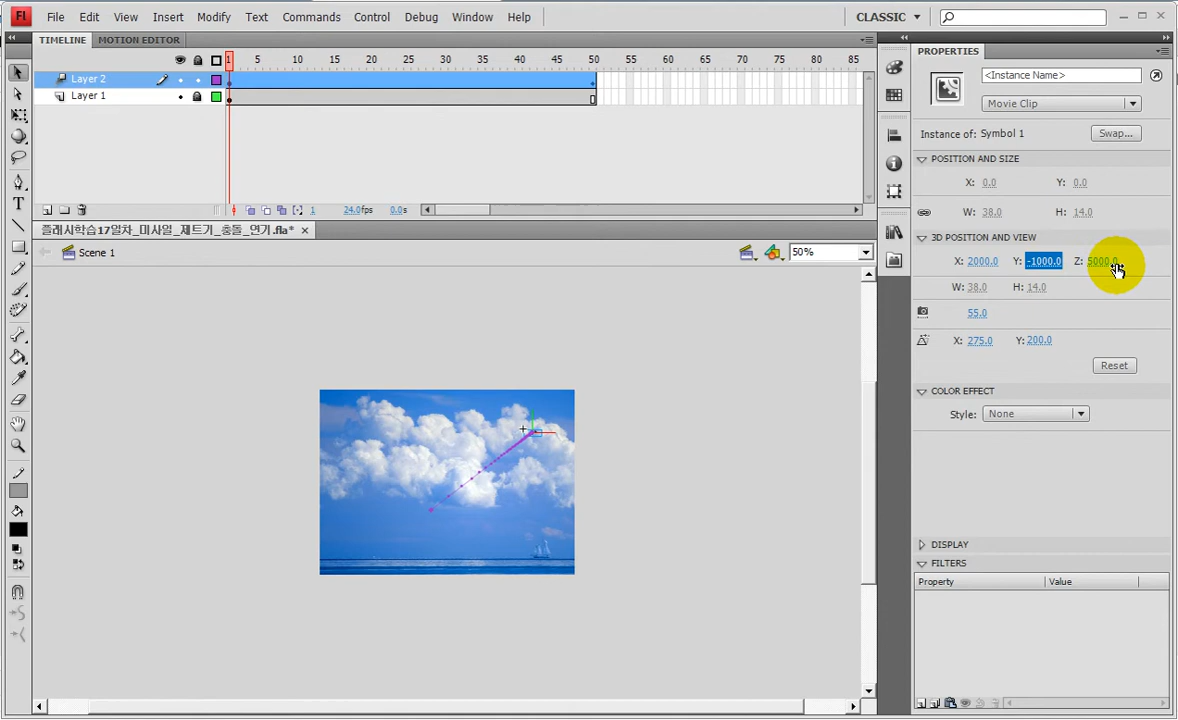 Fl File Edit View Insert Modify Text Commands Control Debug Window Help CLASSIC
TIMELINE MOTION EDITOR
1 5 10 15 20 25 30 35 40 45 50 55 60 65 70 75 80 85
Layer 2
Layer 1
1 24.0fps 0.0s
플래시학습17일차_미사일_제트기_충돌_연기.fla*
Scene 1 50%
PROPERTIES
<Instance Name>
Movie Clip
Instance of: Symbol 1 Swap...
POSITION AND SIZE
X: 0.0 Y: 0.0
W: 38.0 H: 14.0
3D POSITION AND VIEW
X: 2000.0 Y: -1000.0 Z: 5000.0
W: 38.0 H: 14.0
55.0
X: 275.0 Y: 200.0
Reset
COLOR EFFECT
Style: None
DISPLAY
FILTERS
Property Value